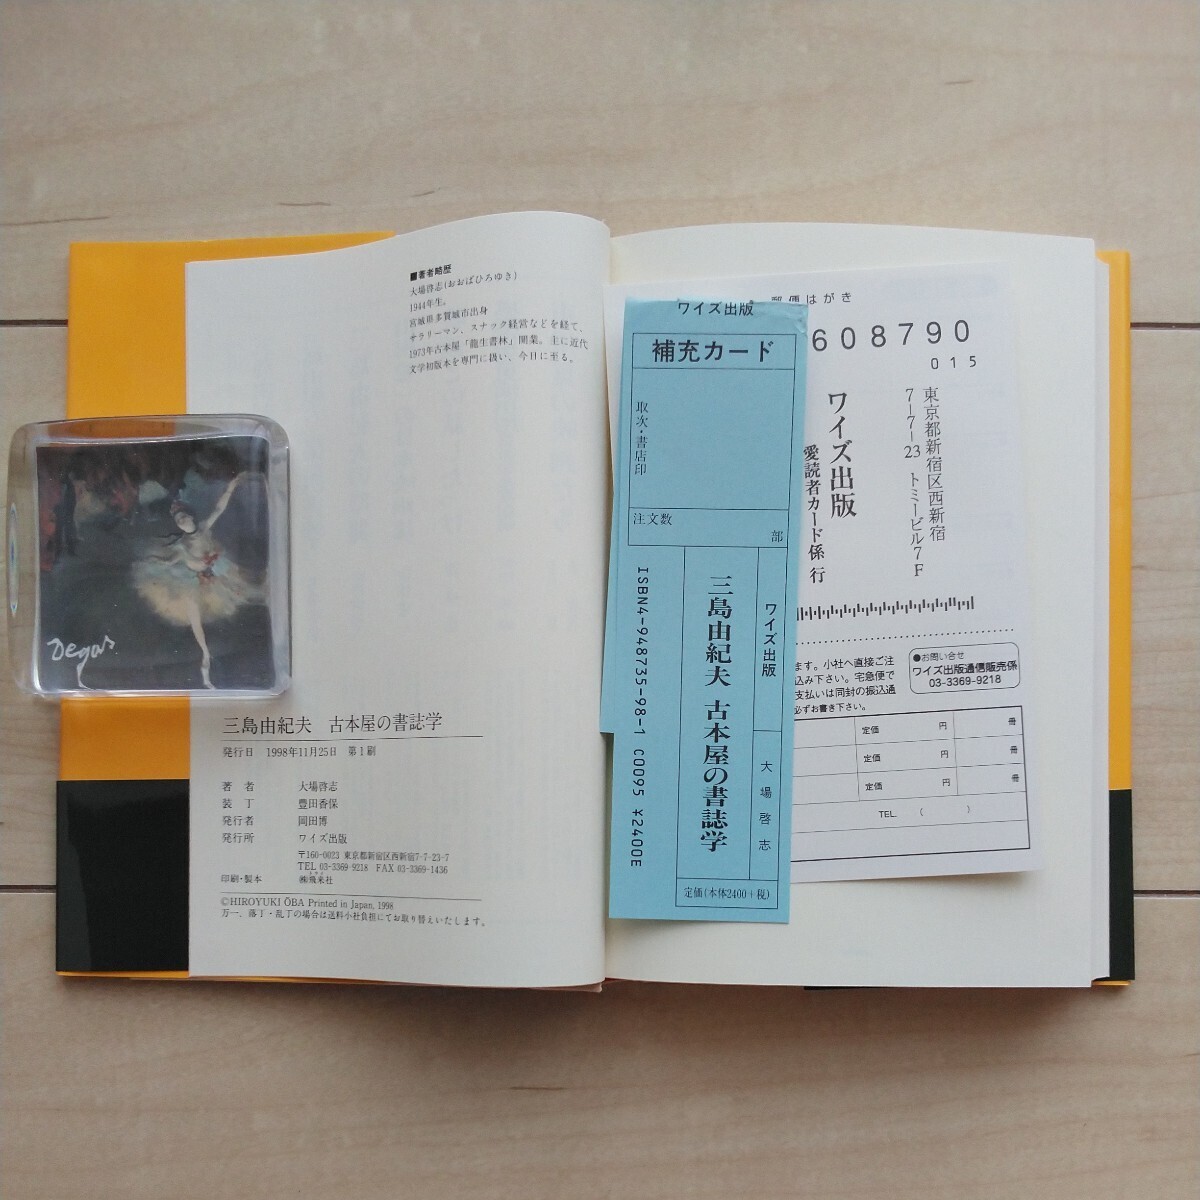 ■著者略歴
大場啓志(おおばひろゆき)
1944年生。
宮城県多賀城市出身
サラリーマン、スナック経営などを経て、
1973年古本屋「龍生書林」開業。主に近代
文学初版本を専門に扱い、今日に至る。
Degas
三島由紀夫 古本屋の書誌学
発行日 1998年11月25日 第1刷
著 者 大場啓志
装 丁 豊田香保
発行者 岡田博
発行所 ワイズ出版
〒160-0023 東京都新宿区西新宿7-7-23-7
TEL 03-3369 9218 FAX 03-3369-1436
印刷・製本 ㈱飛来社
©HIROYUKI ŌBA Printed in Japan, 1998
万一、落丁・乱丁の場合は送料小社負担にてお取り替えいたします。
ワイズ出版
補充カード
取次・書店印
注文数
部
ワイズ出版
大場啓志
三島由紀夫 古本屋の書誌学
ISBN4-948735-98-1 C0095 ¥2400E
定価(本体2400+税)
郵便はがき
608790
015
東京都新宿区西新宿
7-7-23 トミービル7F
ワイズ出版
愛読者カード係 行
ます。小社へ直接ご注
込み下さい。宅急便で
支払いは同封の振込通
必ずお書き下さい。
●お問い合せ
ワイズ出版通信販売係
03-3369-9218
定価 円 冊
定価 円 冊
定価 円 冊
TEL. ( )